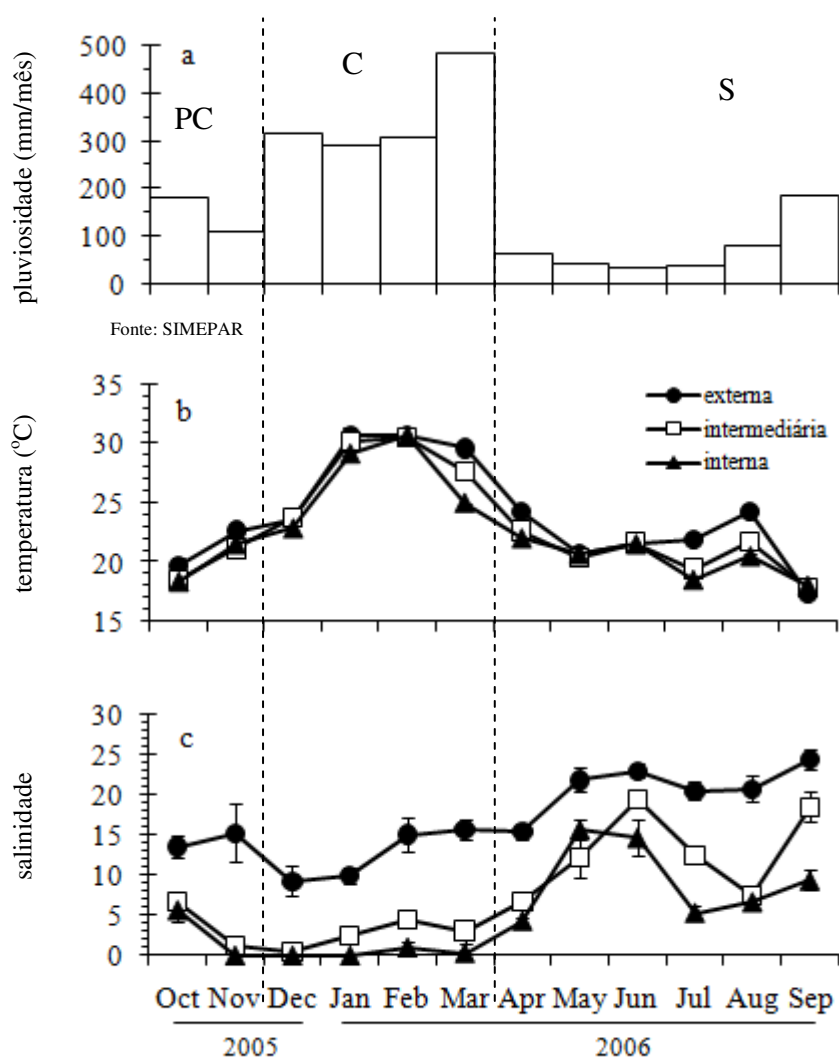 a
C
S
PC
pluviosidade (mm/mês)
500
400
300
200
100
0
Fonte: SIMEPAR
b
externa
intermediária
interna
temperatura (ºC)
35
30
25
20
15
c
salinidade
30
25
20
15
10
5
0
Oct Nov Dec Jan Feb Mar Apr May Jun Jul Aug Sep
2005 2006